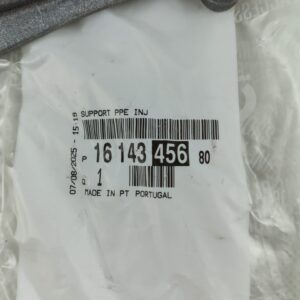 SUPPORT PPE INJ
P 16 143 456 80
1
MADE IN PT PORTUGAL
07/08/2025 - 15:19